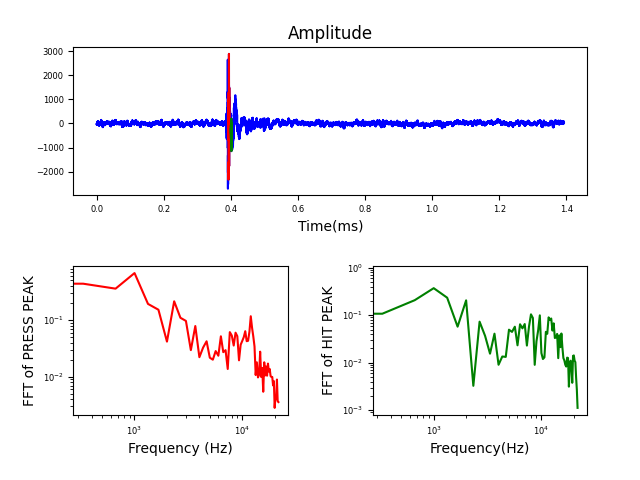 Amplitude
3000
2000
1000
0
−1000
−2000
0.0 0.2 0.4 0.6 0.8 1.0 1.2 1.4
Time(ms)
FFT of PRESS PEAK
10⁻¹
10⁻²
10³ 10⁴
Frequency (Hz)
FFT of HIT PEAK
10⁰
10⁻¹
10⁻²
10⁻³
10³ 10⁴
Frequency(Hz)